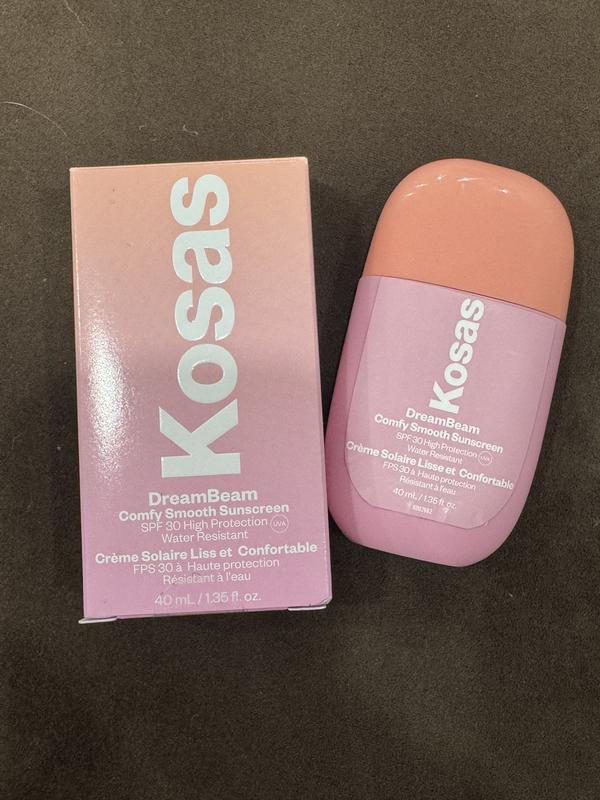 Kosas
DreamBeam
Comfy Smooth Sunscreen
SPF 30 High Protection UVA
Water Resistant
Crème Solaire Liss et Confortable
FPS 30 à Haute protection
Résistant à l'eau
40 mL / 1.35 fl. oz.
Kosas
DreamBeam
Comfy Smooth Sunscreen
SPF 30 High Protection UVA
Water Resistant
Crème Solaire Lisse et Confortable
FPS 30 à Haute protection
Résistant à l'eau
40 mL / 1.35 fl. oz.